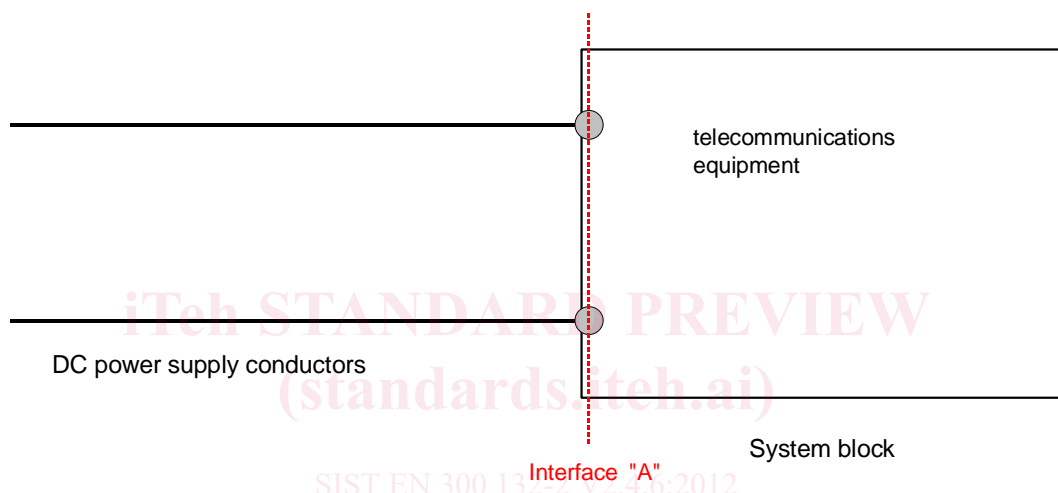 telecommunications
equipment
iTeh STANDARD PREVIEW
DC power supply conductors
(standards.iteh.ai)
System block
Interface "A"
SIST EN 300 132-2 V2.4.6:2012